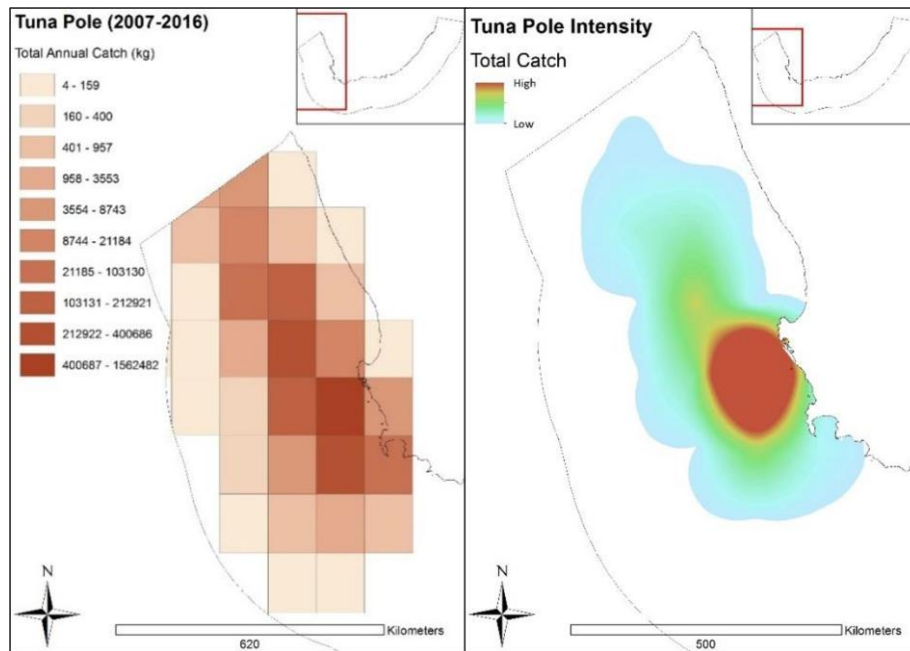 Tuna Pole (2007-2016)
Total Annual Catch (kg)
4 - 159
160 - 400
401 - 957
958 - 3553
3554 - 8743
8744 - 21184
21185 - 103130
103131 - 212921
212922 - 400686
400687 - 1562482
N
Kilometers
620
Tuna Pole Intensity
Total Catch
High
Low
N
Kilometers
500